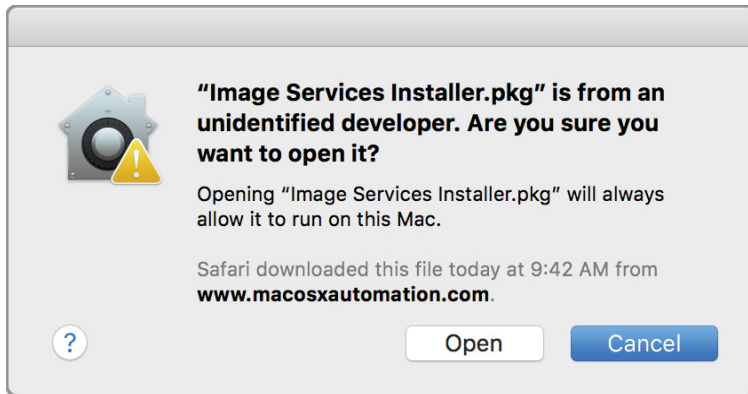 “Image Services Installer.pkg” is from an
unidentified developer. Are you sure you
want to open it?
Opening “Image Services Installer.pkg” will always
allow it to run on this Mac.
Safari downloaded this file today at 9:42 AM from
www.macosxautomation.com.
?
Open
Cancel